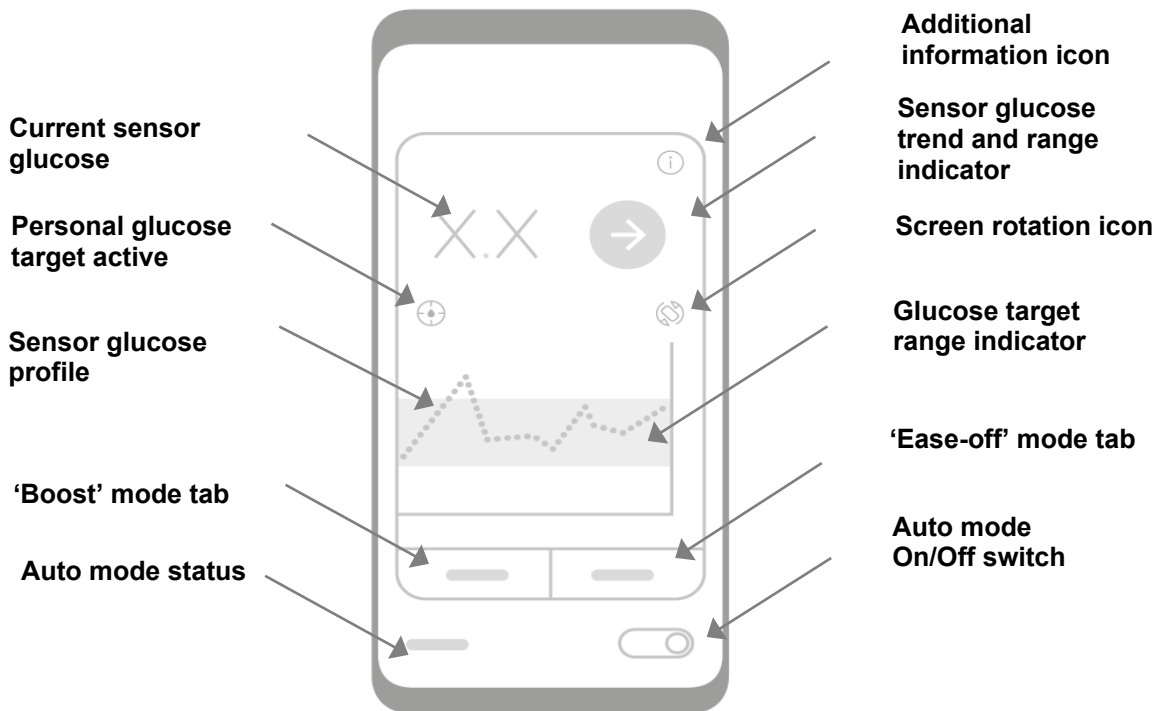 Additional
information icon
Current sensor
glucose
Sensor glucose
trend and range
indicator
i
X.X
Personal glucose
target active
Screen rotation icon
Sensor glucose
profile
Glucose target
range indicator
‘Boost’ mode tab
‘Ease-off’ mode tab
Auto mode status
Auto mode
On/Off switch